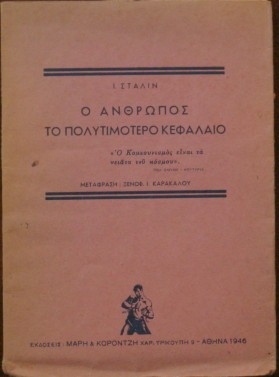 Ι. ΣΤΑΛΙΝ
Ο ΑΝΘΡΩΠΟΣ
ΤΟ ΠΟΛΥΤΙΜΟΤΕΡΟ ΚΕΦΑΛΑΙΟ
«Ὁ Κομμουνισμὸς εἶναι τὰ
νειᾶτα τοῦ κόσμου».
ΜΕΤΑΦΡΑΣΗ : ΞΕΝΟΦ. Ι. ΚΑΡΑΚΑΛΟΥ
ΕΚΔΟΣΕΙΣ: ΜΑΡΗ & ΚΟΡΟΝΤΖΗ ΧΑΡ. ΤΡΙΚΟΥΠΗ 9 - ΑΘΗΝΑ 1946